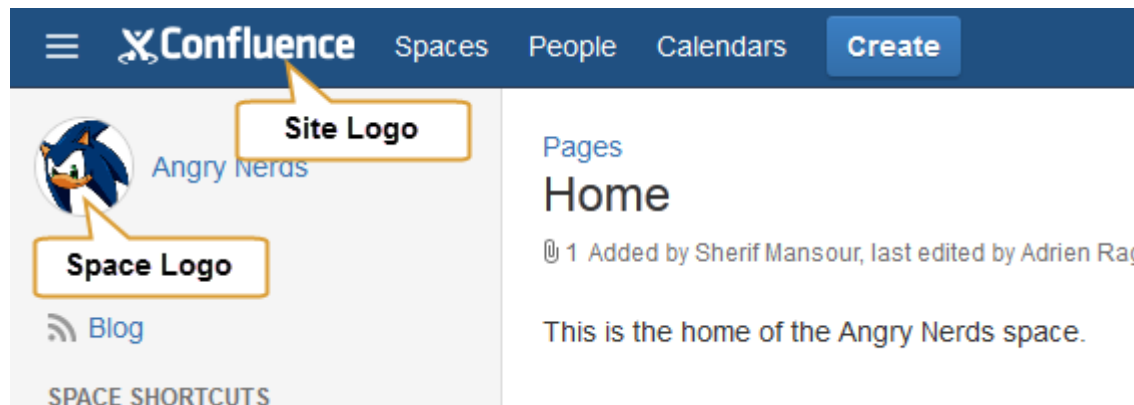 Confluence Spaces People Calendars Create
Site Logo
Angry Nerds
Space Logo
Blog
SPACE SHORTCUTS
Pages
Home
1 Added by Sherif Mansour, last edited by Adrien
This is the home of the Angry Nerds space.